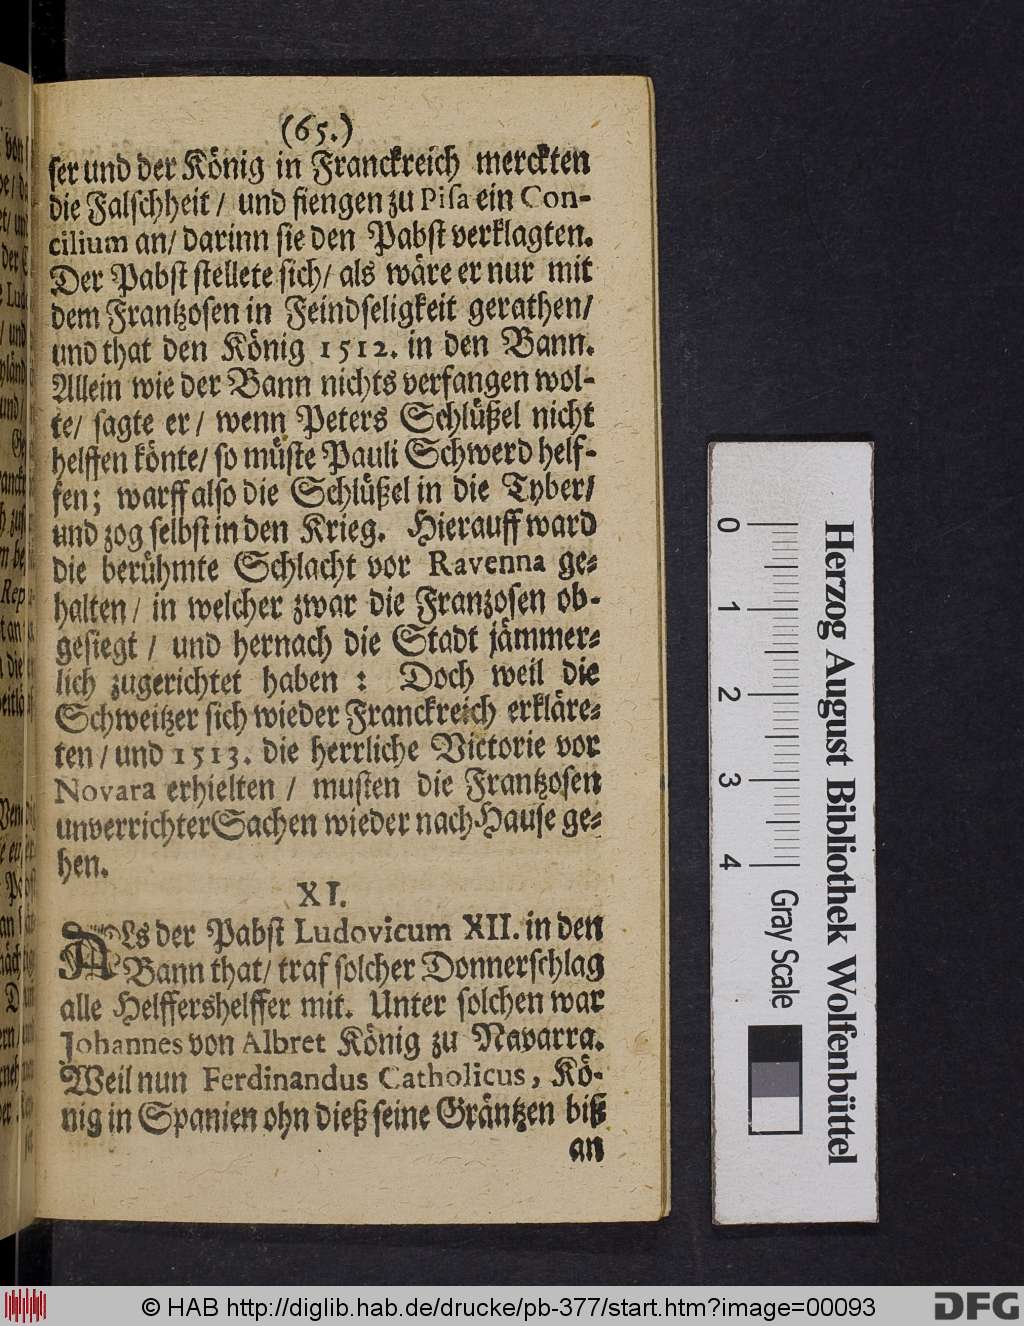 (65.)
ser und der König in Franckreich merckten
die Falschheit / und fiengen zu Pisa ein Con-
cilium an/ darinn sie den Pabst verklagten.
Der Pabst stellete sich/ als wäre er nur mit
dem Frantzosen in Feindseligkeit gerathen/
und that den König 1512. in den Bann.
Allein wie der Bann nichts verfangen wol-
te/ sagte er/ wenn Peters Schlüßel nicht
helffen könte/ so müste Pauli Schwerd helf-
fen; warff also die Schlüßel in die Tyber/
und zog selbst in den Krieg. Hierauff ward
die berühmte Schlacht vor Ravenna ge-
halten/ in welcher zwar die Franzosen ob-
gesiegt / und hernach die Stadt jämmer-
lich zugerichtet haben : Doch weil die
Schweitzer sich wieder Franckreich erkläre-
ten/ und 1513. die herrliche Victorie vor
Novara erhielten / musten die Frantzosen
unverrichter Sachen wieder nach Hause ge-
hen.
XI.
ALs der Pabst Ludovicum XII. in den
Bann that/ traf solcher Donnerschlag
alle Helffershelffer mit. Unter solchen war
Johannes von Albret König zu Navarra.
Weil nun Ferdinandus Catholicus, Kö-
nig in Spanien ohn dieß seine Gräntzen biß
an
0 1 2 3 4
Herzog August Bibliothek Wolfenbüttel
Gray Scale
© HAB http://diglib.hab.de/drucke/pb-377/start.htm?image=00093
DFG